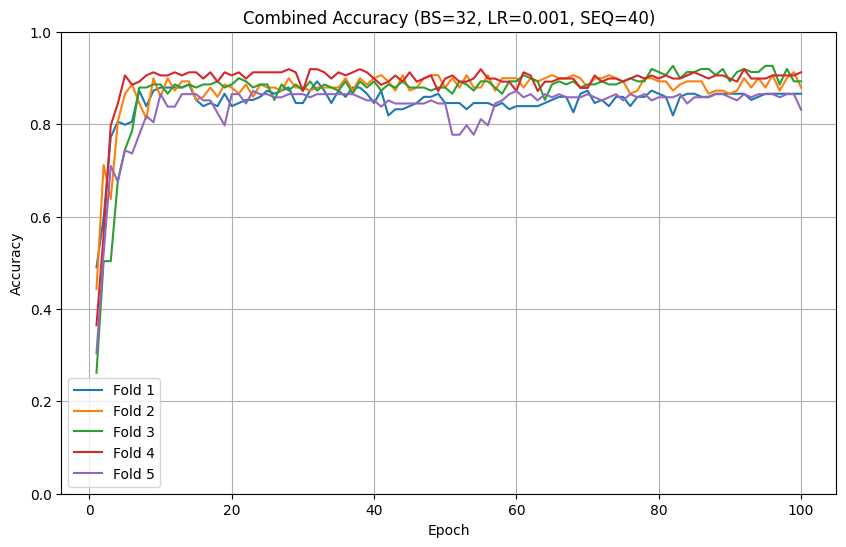 Combined Accuracy (BS=32, LR=0.001, SEQ=40)
Accuracy
1.0
0.8
0.6
0.4
0.2
0.0
Fold 1
Fold 2
Fold 3
Fold 4
Fold 5
0 20 40 60 80 100
Epoch